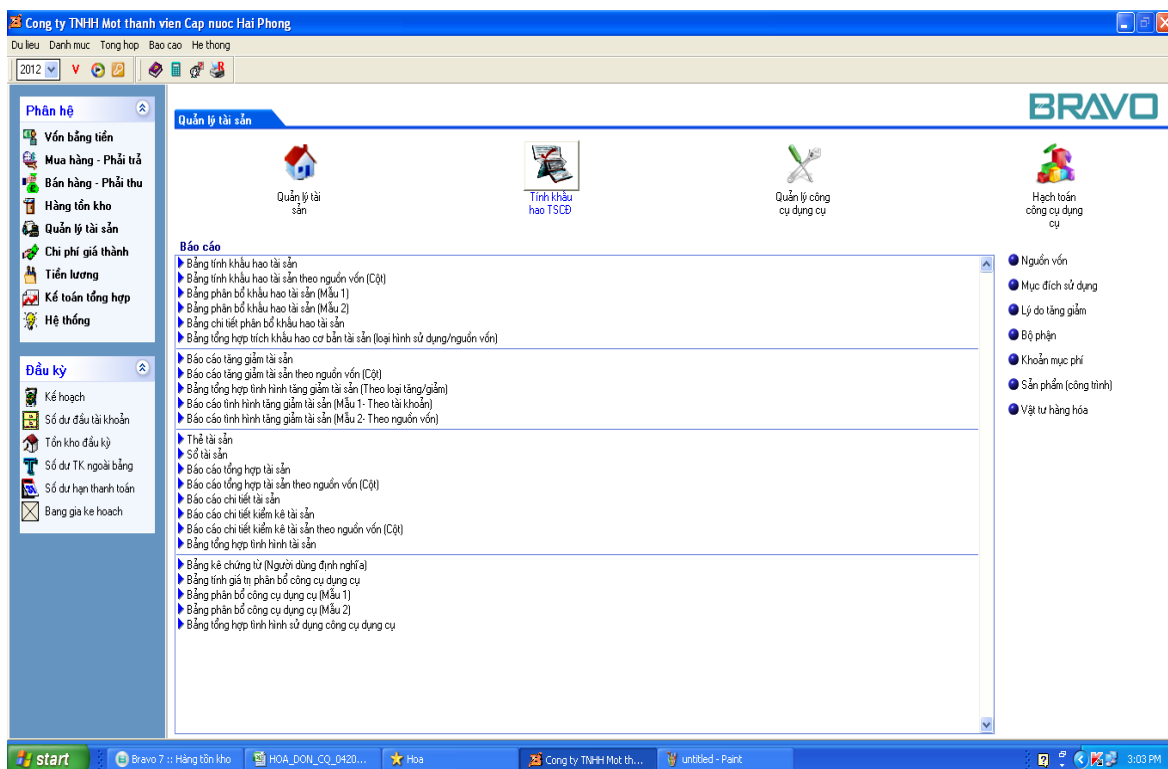 Cong ty TNHH Mot thanh vien Cap nuoc Hai Phong
Du lieu Danh muc Tong hop Bao cao He thong
2012 V
BRAVO
Phân hệ
Vốn bằng tiền
Mua hàng - Phải trả
Bán hàng - Phải thu
Hàng tồn kho
Quản lý tài sản
Chi phí giá thành
Tiền lương
Kế toán tổng hợp
Hệ thống
Đầu kỳ
Kế hoạch
Số dư đầu tài khoản
Tồn kho đầu kỳ
Số dư TK ngoài bảng
Số dư hạn thanh toán
Bang gia ke hoach
Quản lý tài sản
Quản lý tài
sản
Tính khấu
hao TSCĐ
Quản lý công
cụ dụng cụ
Hạch toán
công cụ dụng
cụ
Báo cáo
Bảng tính khấu hao tài sản
Bảng tính khấu hao tài sản theo nguồn vốn (Cột)
Bảng phân bổ khấu hao tài sản (Mẫu 1)
Bảng phân bổ khấu hao tài sản (Mẫu 2)
Bảng chi tiết phân bổ khấu hao tài sản
Bảng tổng hợp trích khấu hao cơ bản tài sản (loại hình sử dụng/nguồn vốn)
Báo cáo tăng giảm tài sản
Báo cáo tăng giảm tài sản theo nguồn vốn (Cột)
Bảng tổng hợp tình hình tăng giảm tài sản (Theo loại tăng/giảm)
Báo cáo tình hình tăng giảm tài sản (Mẫu 1- Theo tài khoản)
Báo cáo tình hình tăng giảm tài sản (Mẫu 2- Theo nguồn vốn)
Thẻ tài sản
Sổ tài sản
Báo cáo tổng hợp tài sản
Báo cáo tổng hợp tài sản theo nguồn vốn (Cột)
Báo cáo chi tiết tài sản
Báo cáo chi tiết kiểm kê tài sản
Báo cáo chi tiết kiểm kê tài sản theo nguồn vốn (Cột)
Bảng tổng hợp tình hình tài sản
Bảng kê chứng từ (Người dùng định nghĩa)
Bảng tính giá trị phân bổ công cụ dụng cụ
Bảng phân bổ công cụ dụng cụ (Mẫu 1)
Bảng phân bổ công cụ dụng cụ (Mẫu 2)
Bảng tổng hợp tình hình sử dụng công cụ dụng cụ
Nguồn vốn
Mục đích sử dụng
Lý do tăng giảm
Bộ phận
Khoản mục phí
Sản phẩm (công trình)
Vật tư hàng hóa
start Bravo 7 :: Hàng tồn kho HOA_DON_CQ_0420... Hoa Cong ty TNHH Mot th... untitled - Paint 3:03 PM